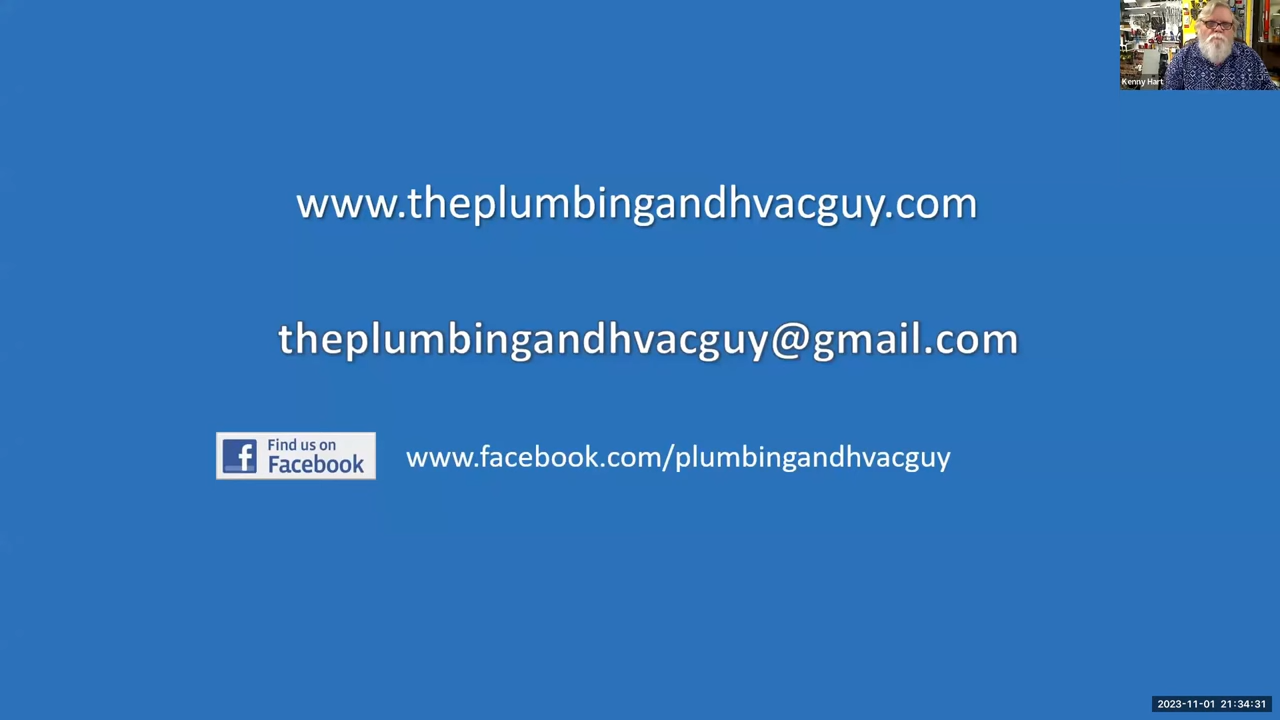 Kenny Hart
www.theplumbingandhvacguy.com
theplumbingandhvacguy@gmail.com
Find us on
Facebook
www.facebook.com/plumbingandhvacguy
2023-11-01 21:34:31